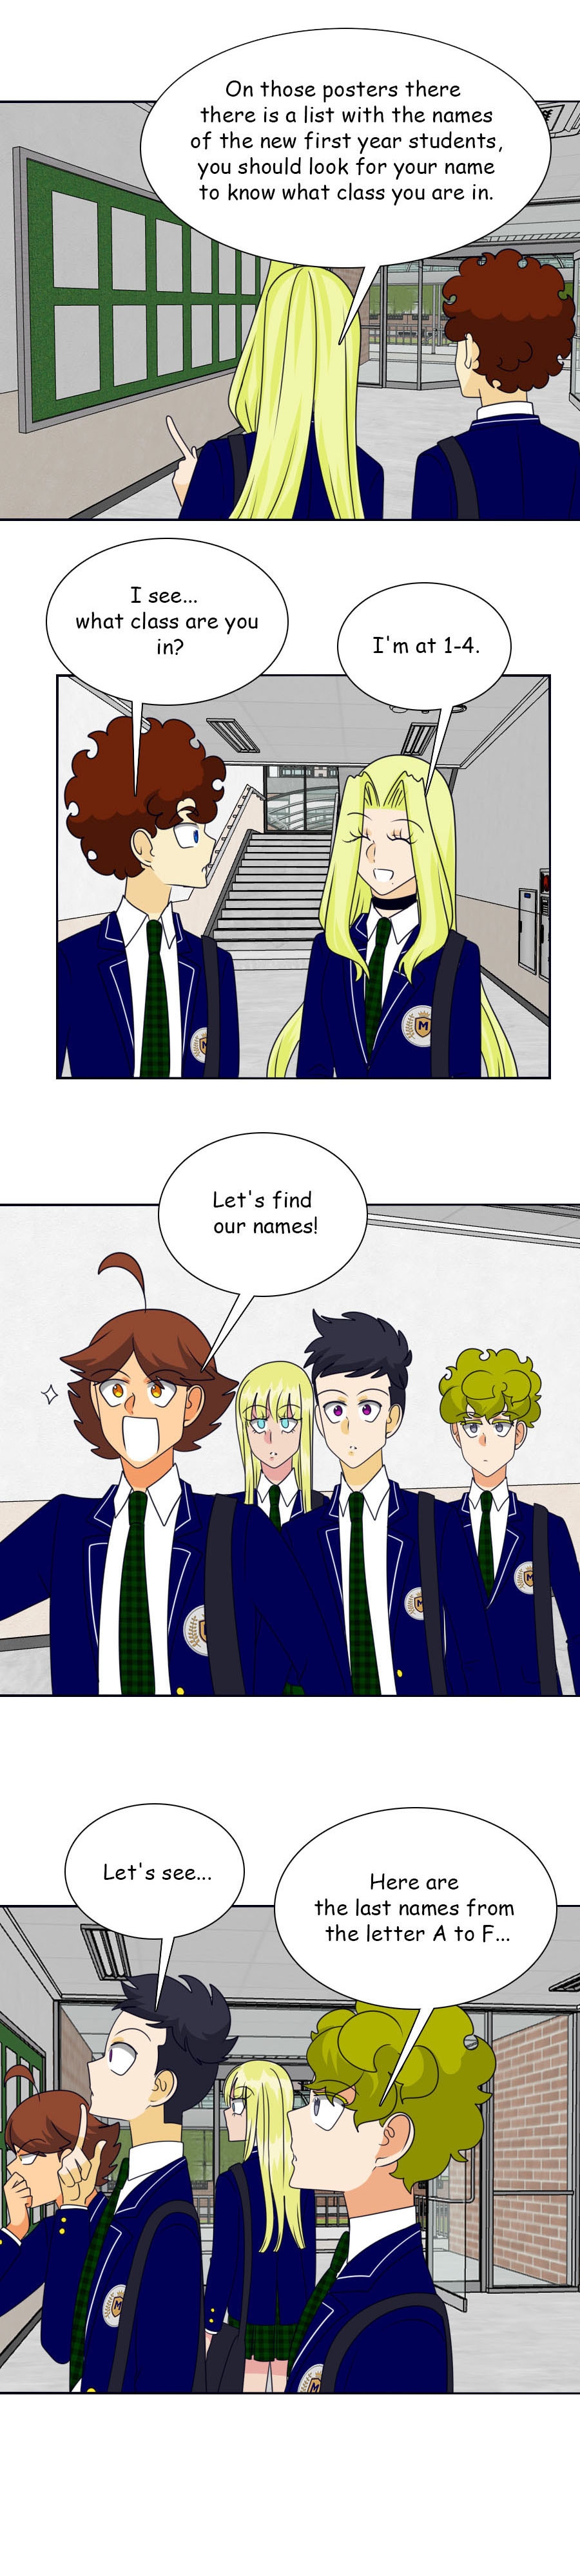 On those posters there
there is a list with the names
of the new first year students,
you should look for your name
to know what class you are in.
I see...
what class are you
in?
I'm at 1-4.
M
Let's find
our names!
M
M
Let's see...
Here are
the last names from
the letter A to F...
M
M